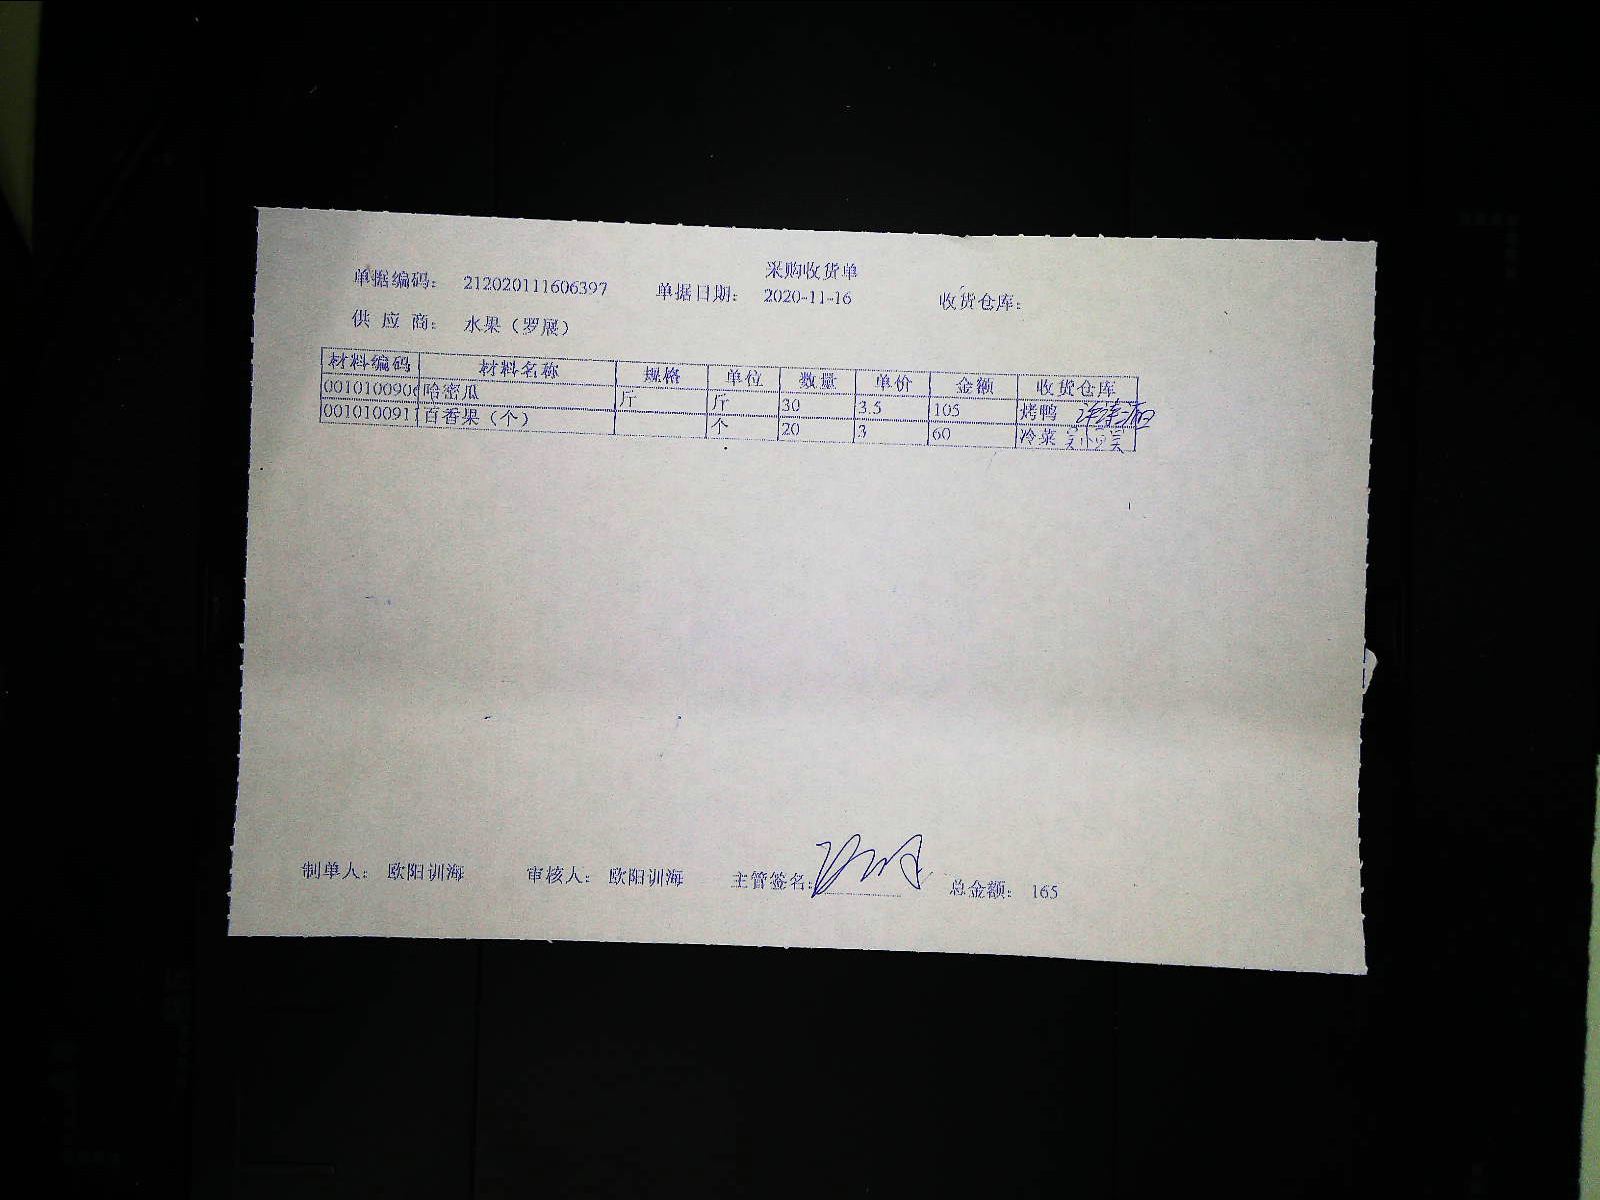 采购收货单
单据编码： 212020111606397 单据日期： 2020-11-16 收货仓库：
供 应 商： 水果（罗展）
材料编码 材料名称 规格 单位 数量 单价 金额 收货仓库
001010090 哈密瓜 斤 斤 30 3.5 105 烤鸭
0010100911 百香果（个） 个 20 3 60 冷菜
制单人： 欧阳训海 审核人： 欧阳训海 主管签名： 总金额： 165